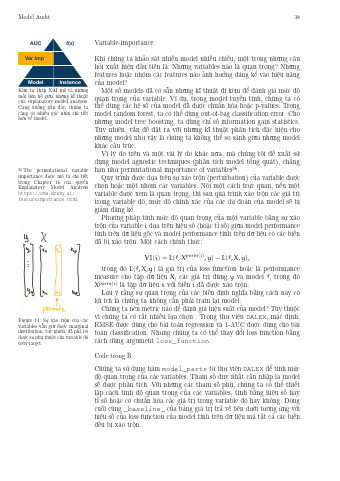 Model Audit
38
AUC
f(x)
Var Imp
Model
Instance
Kim tự tháp XAI mô tả những
mối liên hệ giữa những kĩ thuật
của explanatory model analysis.
Càng xuống gần đáy, chúng ta
càng có nhiều góc nhìn chi tiết
hơn về model.
Permutational variable
importance được mô tả chi tiết
trong Chapter 16 của quyển
Explanatory Model Analysis
https://ema.drwhy.ai/
featureImportance.html
y
X
permute
Figure 14: Sự xáo trộn của các
variables vẫn giữ được marginal
distribution, tuy nhiên, đã phá bỏ
được sự phụ thuộc của variable đó
trên target.
Variable-importance
Khi chúng ta khảo sát nhiều model nhiều chiều, một trong những câu
hỏi xuất hiện đầu tiên là: Những variables nào là quan trọng? Những
features hoặc nhóm các features nào ảnh hưởng đáng kể vào hiệu năng
của model?
Một số models đã có sẵn những kĩ thuật đi kèm để đánh giá mức độ
quan trọng của variable. Ví dụ, trong model tuyến tính, chúng ta có
thể dùng các hệ số của model đã được chuẩn hóa hoặc p-values. Trong
model random forest, ta có thể dùng out-of-bag classification error. Cho
những model tree boosting, ta dùng chỉ số information gain statistics.
Tuy nhiên, vấn đề đặt ra với những kĩ thuật phân tích đặc hiệu cho
những model như vậy là chúng ta không thể so sánh giữa những model
khác cấu trúc.
Vì lý do trên và một vài lý do khác nữa, mà chúng tôi đề xuất sử
dụng model agnostic techniques (phân tích model tổng quát), chẳng
hạn như permutational importance of variables
Quy trình được dựa trên sự xáo trộn (perturbation) của variable được
chọn hoặc một nhóm các variables. Nói một cách trực quan, nếu một
variable được xem là quan trọng, thì sau quá trình xáo trộn các giá trị
trong variable đó, mức độ chính xác của các dự đoán của model sẽ bị
giảm đáng kể.
Phương pháp tính mức độ quan trọng của một variable bằng sự xáo
trộn của variable i, dựa trên hiệu số (hoặc tỉ số) giữa model performance
tính trên dữ liệu gốc và model performance tính trên dữ liệu có các biến
đã bị xáo trộn. Một cách chính thức:
VI(i) = L(f, X^perm(i), y) − L(f, X, y),
trong đó L(f, X, y) là giá trị của loss function hoặc là performance
measure cho tập dữ liệu X, các giá trị đúng y và model f, trong đó
X^perm(i) là tập dữ liệu x với biến i đã được xáo trộn.
Lưu ý rằng sự quan trọng của các biến định nghĩa bằng cách này có
lợi ích là chúng ta không cần phải train lại model.
Chúng ta nên metric nào để đánh giá hiệu suất của model? Tùy thuộc
vì chúng ta có rất nhiều lựa chọn . Trong thư viện DALEX, mặc định,
RMSE được dùng cho bài toán regression và 1-AUC được dùng cho bài
toán classification. Nhưng chúng ta có thể thay đổi loss function bằng
cách dùng argument loss_function.
Code trong R
Chúng ta sử dụng hàm model_parts từ thư viện DALEX để tính mức
độ quan trọng của các variables. Tham số duy nhất cần nhập là model
sẽ được phân tích. Với những các tham số phụ, chúng ta có thể thiết
lập cách tính độ quan trọng của các variables, tính bằng hiệu số hay
tỉ số hoặc có chuẩn hóa các giá trị trong variable đó hay không. Dòng
cuối cùng _baseline_ của bảng giá trị trả về bên dưới tương ứng với
hiệu số của loss function của model tính trên dữ liệu mà tất cả các biến
đều bị xáo trộn.